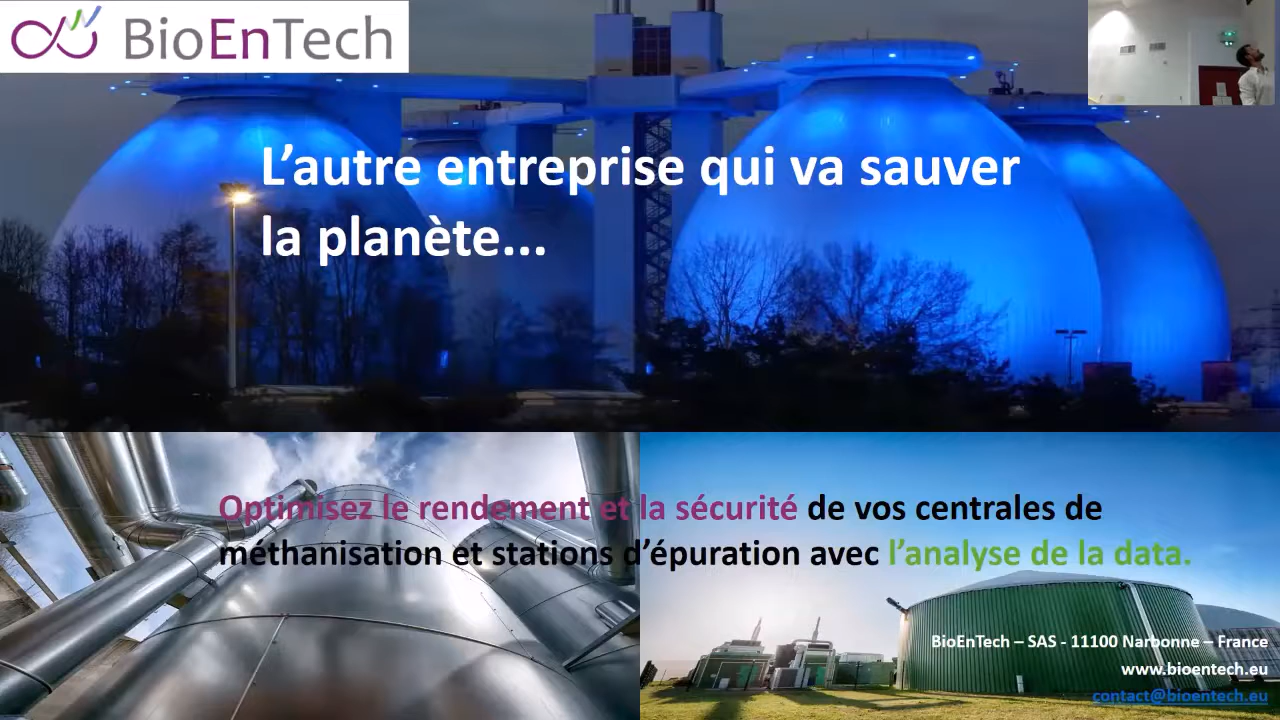 BioEnTech
L’autre entreprise qui va sauver
la planète...
Optimisez le rendement et la sécurité de vos centrales de
méthanisation et stations d’épuration avec l’analyse de la data.
BioEnTech – SAS - 11100 Narbonne – France
www.bioentech.eu
contact@bioentech.eu